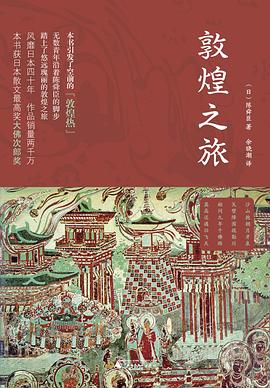 敦煌之旅
（日）陈舜臣 著
余晓潮 译
本书引发了空前的「敦煌热」
无数青年沿着陈舜臣的脚步
踏上了悠远瑰丽的敦煌之旅
风靡日本四十年 作品销量两千万
本书获日本散文最高奖大佛次郎奖